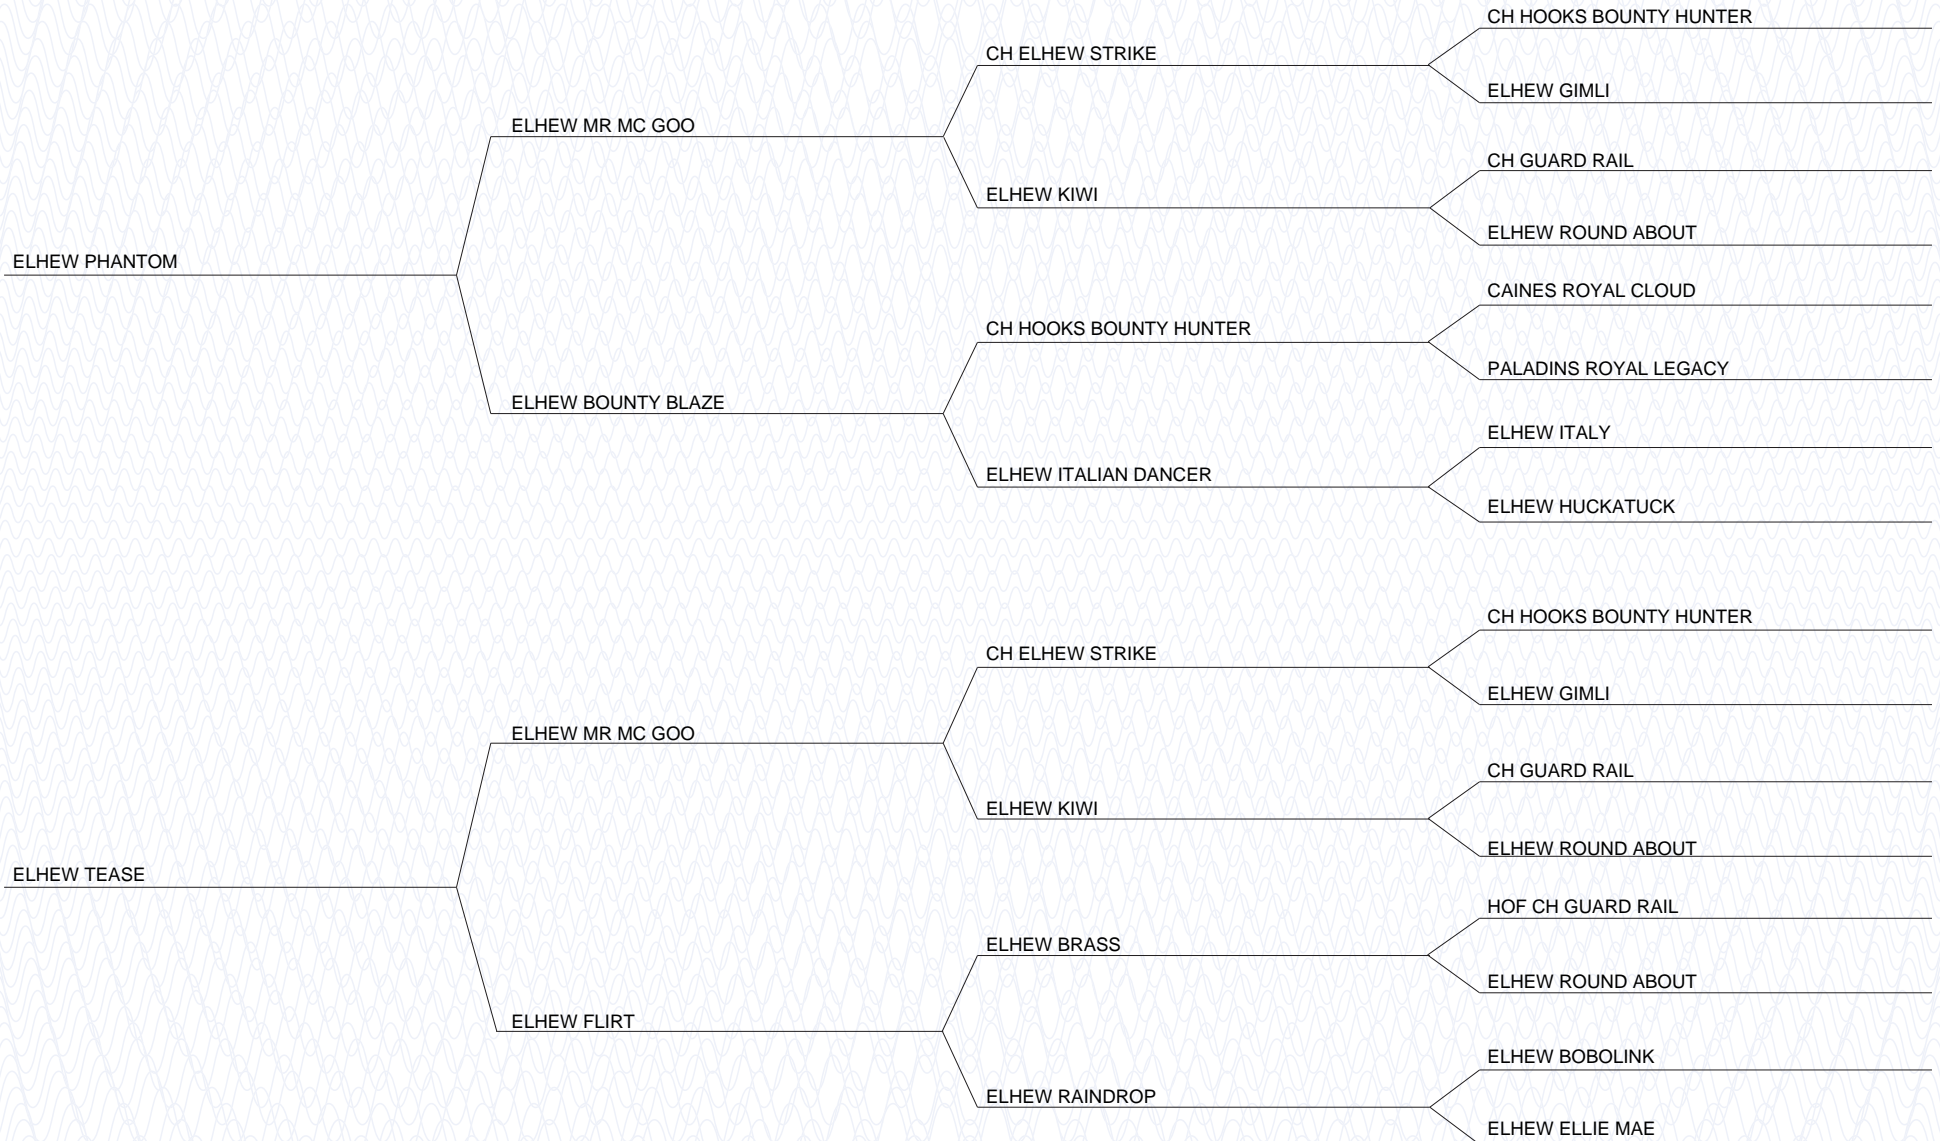 CH HOOKS BOUNTY HUNTER
CH ELHEW STRIKE
ELHEW GIMLI
ELHEW MR MC GOO
CH GUARD RAIL
ELHEW KIWI
ELHEW ROUND ABOUT
ELHEW PHANTOM
CAINES ROYAL CLOUD
CH HOOKS BOUNTY HUNTER
PALADINS ROYAL LEGACY
ELHEW BOUNTY BLAZE
ELHEW ITALY
ELHEW ITALIAN DANCER
ELHEW HUCKATUCK
CH HOOKS BOUNTY HUNTER
CH ELHEW STRIKE
ELHEW GIMLI
ELHEW MR MC GOO
CH GUARD RAIL
ELHEW KIWI
ELHEW ROUND ABOUT
ELHEW TEASE
HOF CH GUARD RAIL
ELHEW BRASS
ELHEW ROUND ABOUT
ELHEW FLIRT
ELHEW BOBOLINK
ELHEW RAINDROP
ELHEW ELLIE MAE